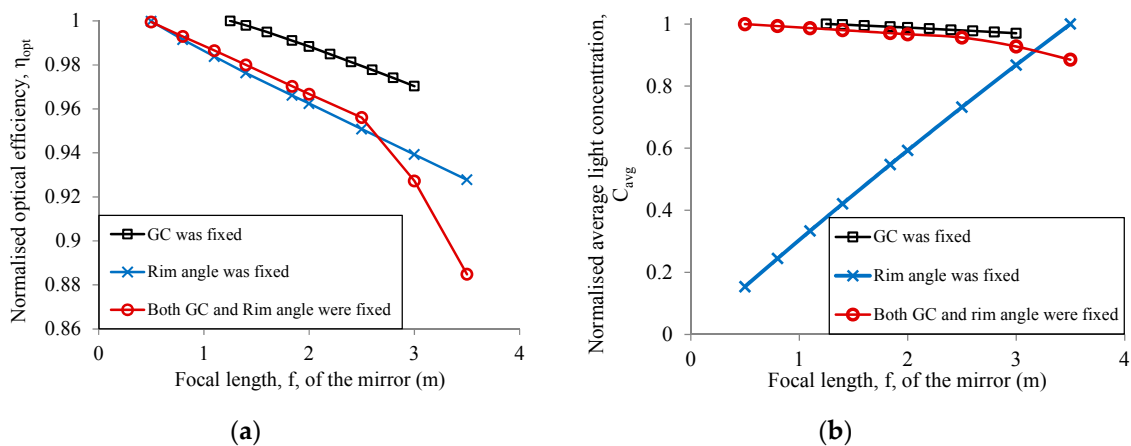 Normalised optical efficiency, ηopt
1
0.98
0.96
0.94
0.92
0.9
0.88
0.86
0 1 2 3 4
GC was fixed
Rim angle was fixed
Both GC and Rim angle were fixed
Focal length, f, of the mirror (m)
(a)
Normalised average light concentration,
Cavg
1
0.8
0.6
0.4
0.2
0
0 1 2 3 4
GC was fixed
Rim angle was fixed
Both GC and rim angle were fixed
Focal length, f, of the mirror (m)
(b)